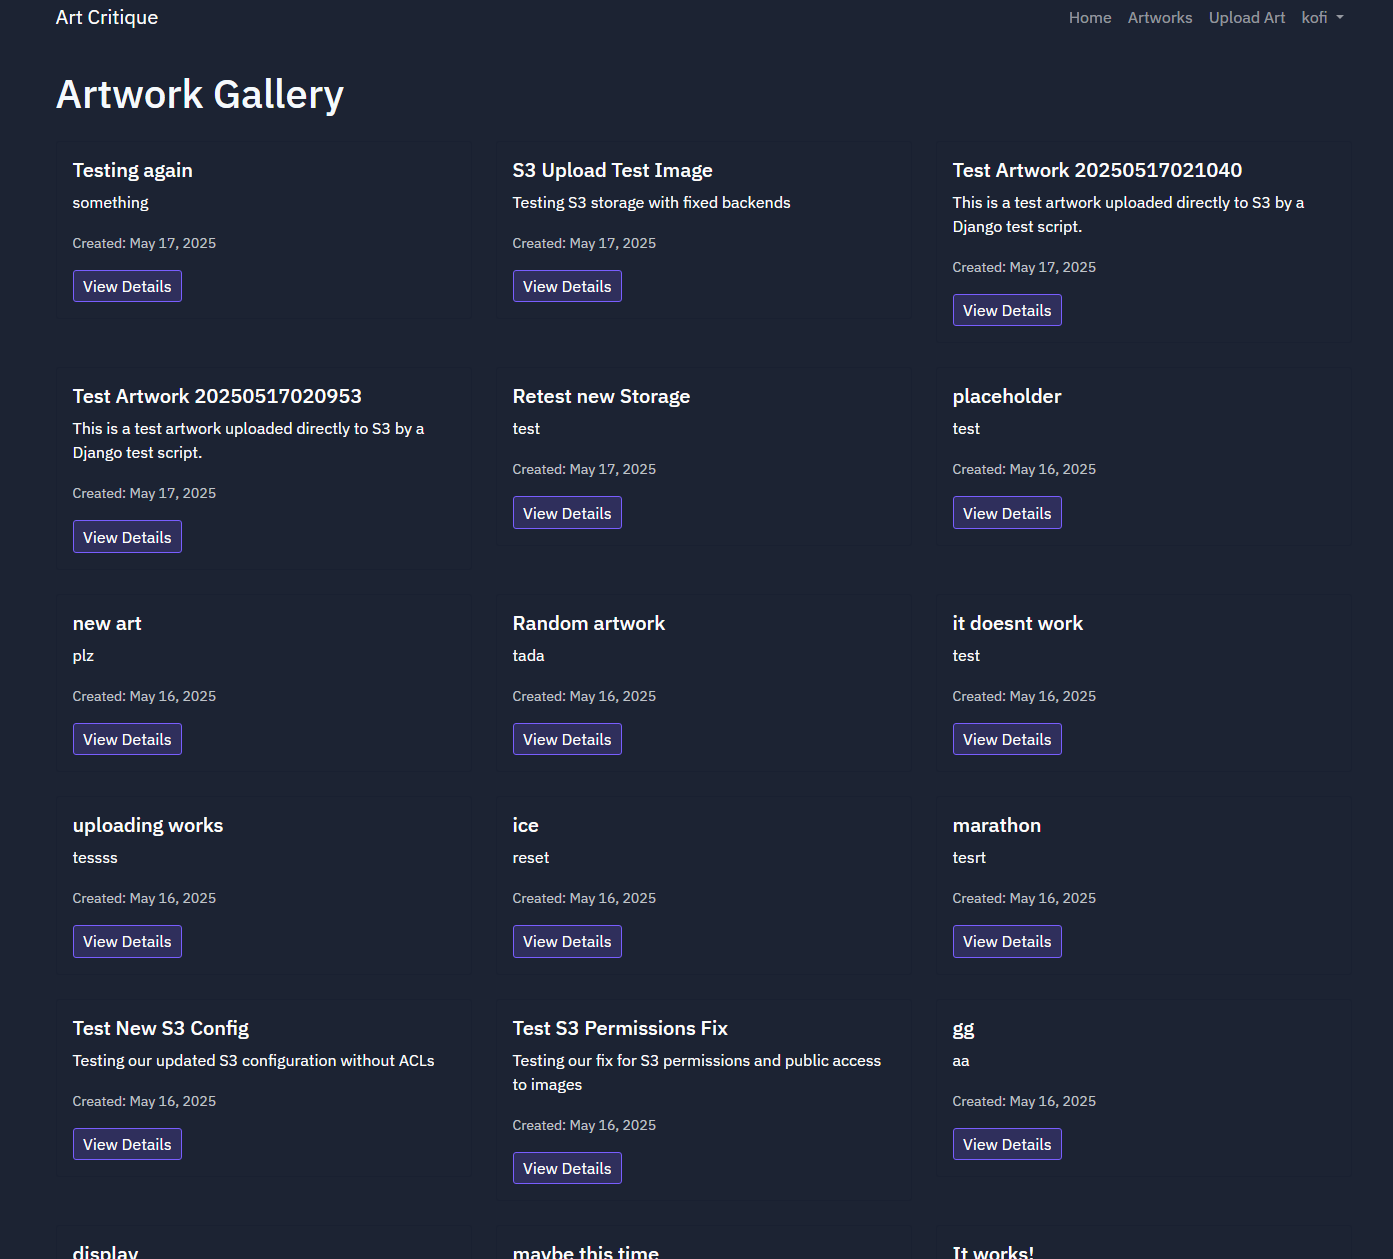 Art Critique
Home Artworks Upload Art kofi
Artwork Gallery
Testing again
something
Created: May 17, 2025
View Details
S3 Upload Test Image
Testing S3 storage with fixed backends
Created: May 17, 2025
View Details
Test Artwork 20250517021040
This is a test artwork uploaded directly to S3 by a
Django test script.
Created: May 17, 2025
View Details
Test Artwork 20250517020953
This is a test artwork uploaded directly to S3 by a
Django test script.
Created: May 17, 2025
View Details
Retest new Storage
test
Created: May 17, 2025
View Details
placeholder
test
Created: May 16, 2025
View Details
new art
plz
Created: May 16, 2025
View Details
Random artwork
tada
Created: May 16, 2025
View Details
it doesnt work
test
Created: May 16, 2025
View Details
uploading works
tessss
Created: May 16, 2025
View Details
ice
reset
Created: May 16, 2025
View Details
marathon
tesrt
Created: May 16, 2025
View Details
Test New S3 Config
Testing our updated S3 configuration without ACLs
Created: May 16, 2025
View Details
Test S3 Permissions Fix
Testing our fix for S3 permissions and public access
to images
Created: May 16, 2025
View Details
gg
aa
Created: May 16, 2025
View Details
display
maybe this time
It works!